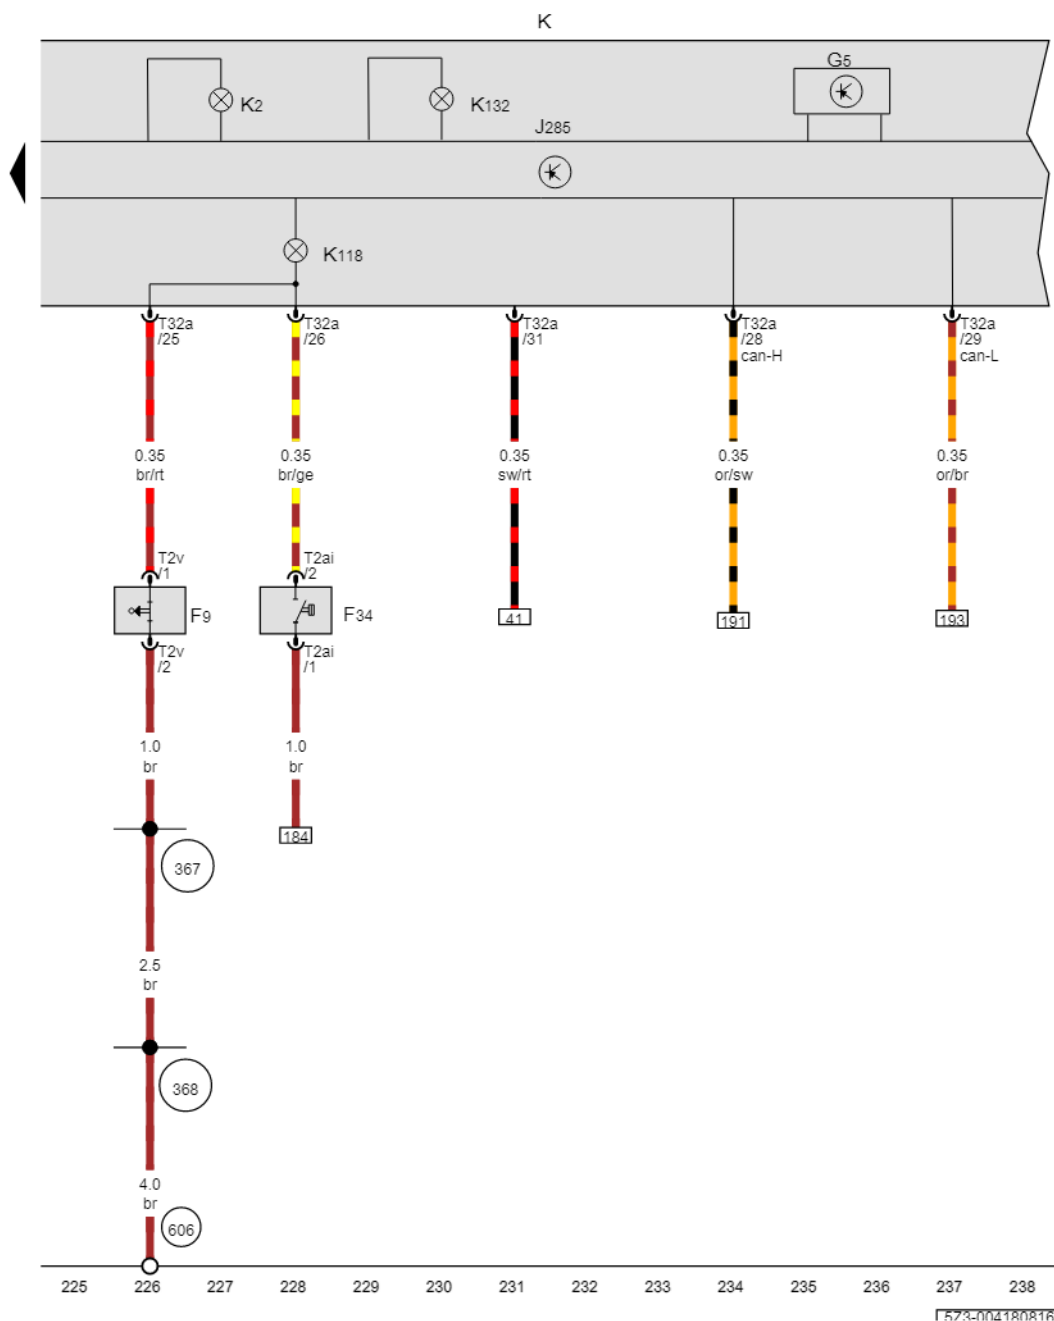 K
G5
K2
K132
J285
K118
T32a
/25
T32a
/26
T32a
/31
T32a
/28
can-H
T32a
/29
can-L
0.35
br/rt
0.35
br/ge
0.35
sw/rt
0.35
or/sw
0.35
or/br
T2v
/1
T2ai
/2
F9
F34
41
191
193
T2v
/2
T2ai
/1
1.0
br
1.0
br
184
367
2.5
br
368
4.0
br
606
225 226 227 228 229 230 231 232 233 234 235 236 237 238
573-004180816